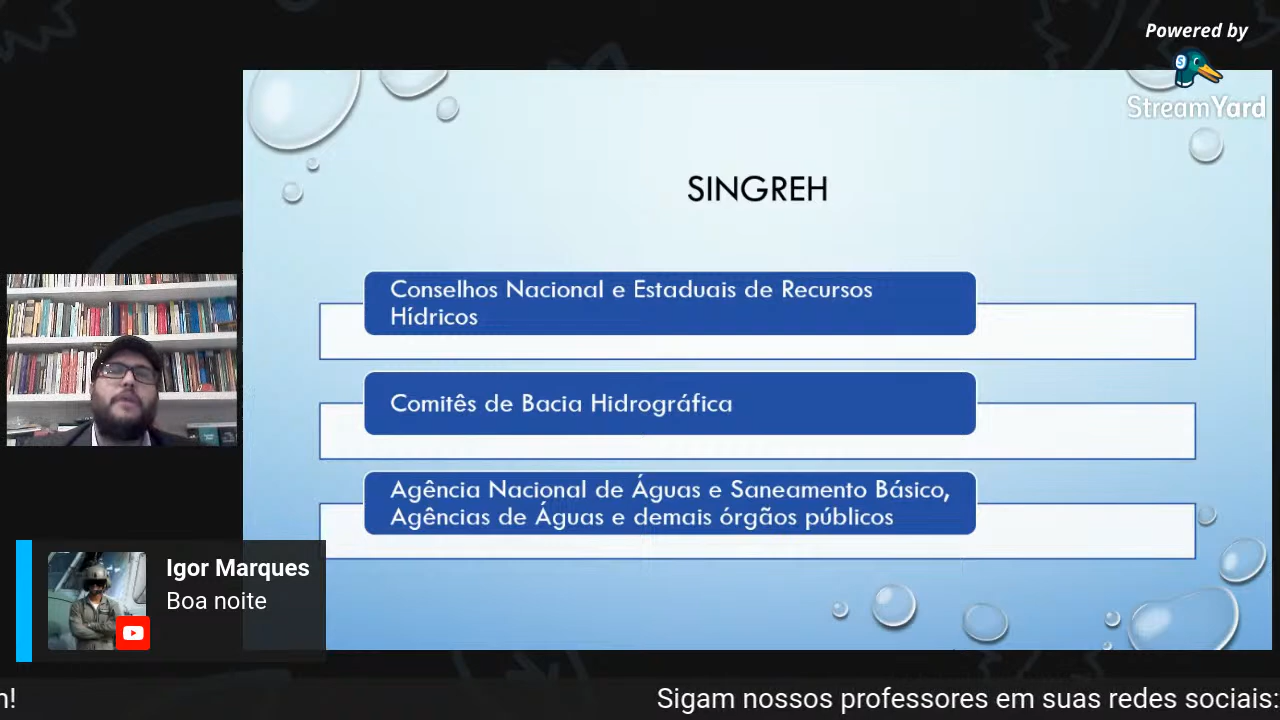 Powered by
StreamYard
SINGREH
Conselhos Nacional e Estaduais de Recursos
Hídricos
Comitês de Bacia Hidrográfica
Agência Nacional de Águas e Saneamento Básico,
Agências de Águas e demais órgãos públicos
Igor Marques
Boa noite
n!
Sigam nossos professores em suas redes sociais: